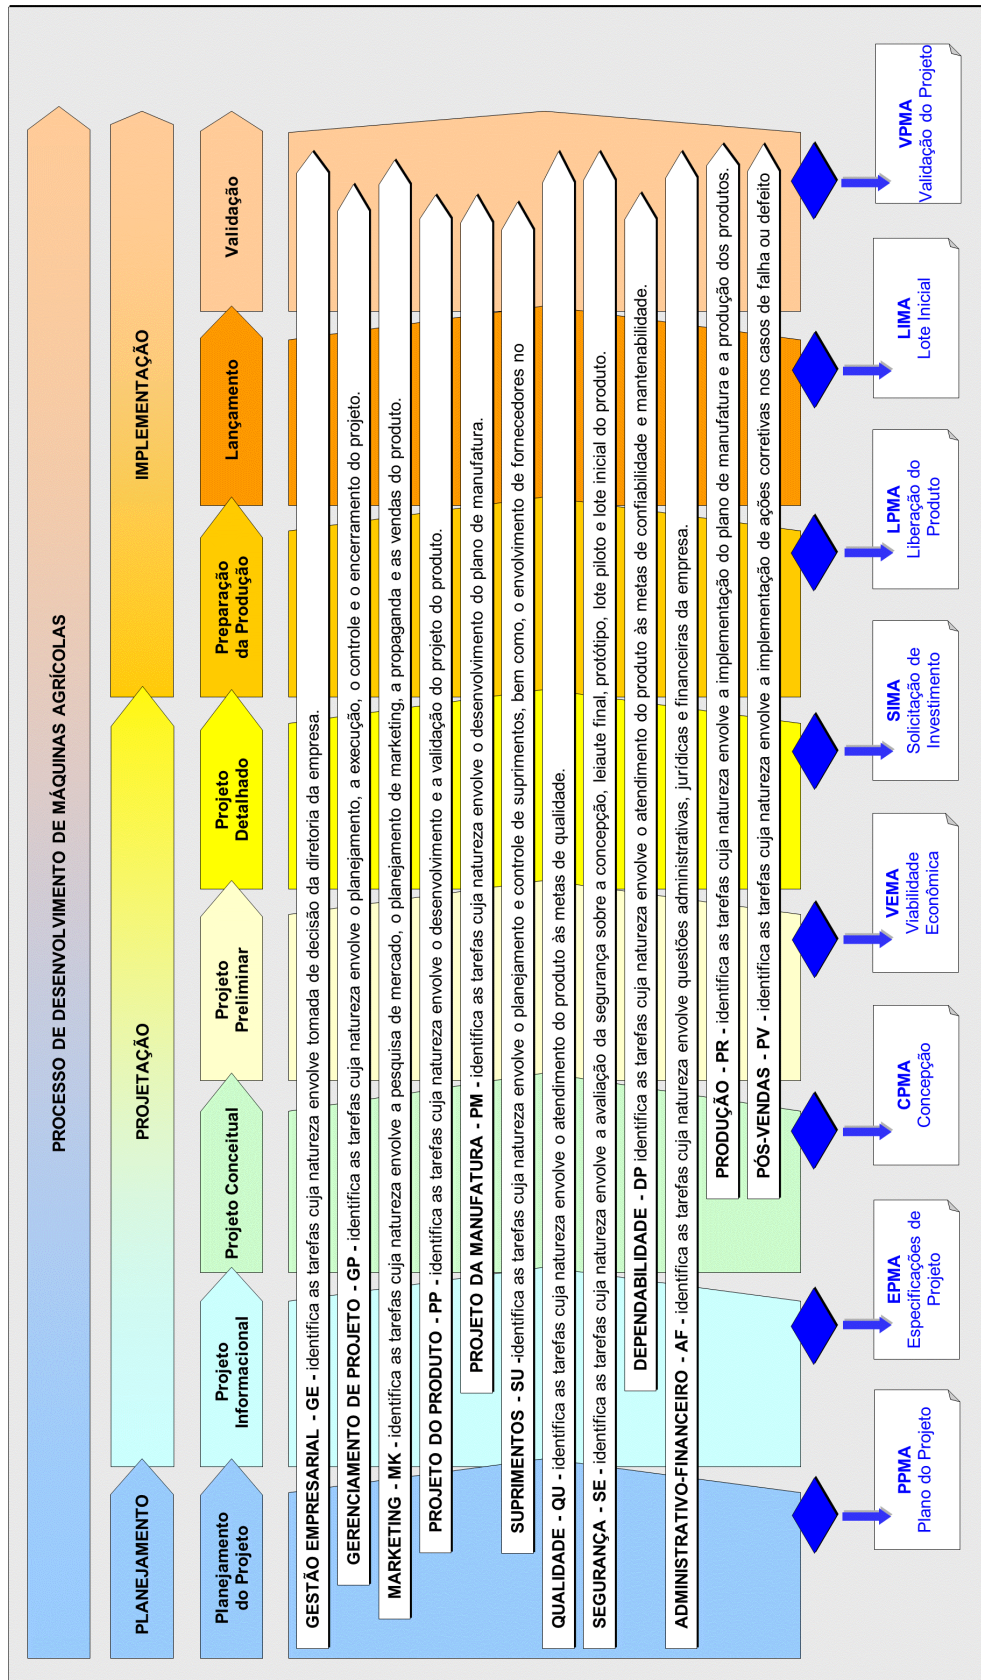 PROCESSO DE DESENVOLVIMENTO DE MÁQUINAS AGRÍCOLAS
PLANEJAMENTO
PROJETAÇÃO
IMPLEMENTAÇÃO
Planejamento
do Projeto
Projeto
Informacional
Projeto Conceitual
Projeto
Preliminar
Projeto
Detalhado
Preparação
da Produção
Lançamento
Validação
GESTÃO EMPRESARIAL - GE - identifica as tarefas cuja natureza envolve tomada de decisão da diretoria da empresa.
GERENCIAMENTO DE PROJETO - GP - identifica as tarefas cuja natureza envolve o planejamento, a execução, o controle e o encerramento do projeto.
MARKETING - MK - identifica as tarefas cuja natureza envolve a pesquisa de mercado, o planejamento de marketing, a propaganda e as vendas do produto.
PROJETO DO PRODUTO - PP - identifica as tarefas cuja natureza envolve o desenvolvimento e a validação do projeto do produto.
PROJETO DA MANUFATURA - PM - identifica as tarefas cuja natureza envolve o desenvolvimento do plano de manufatura.
SUPRIMENTOS - SU -identifica as tarefas cuja natureza envolve o planejamento e controle de suprimentos, bem como, o envolvimento de fornecedores no
QUALIDADE - QU - identifica as tarefas cuja natureza envolve o atendimento do produto às metas de qualidade.
SEGURANÇA - SE - identifica as tarefas cuja natureza envolve a avaliação da segurança sobre a concepção, leiaute final, protótipo, lote piloto e lote inicial do produto.
DEPENDABILIDADE - DP identifica as tarefas cuja natureza envolve o atendimento do produto às metas de confiabilidade e mantenabilidade.
ADMINISTRATIVO-FINANCEIRO - AF - identifica as tarefas cuja natureza envolve questões administrativas, jurídicas e financeiras da empresa.
PRODUÇÃO - PR - identifica as tarefas cuja natureza envolve a implementação do plano de manufatura e a produção dos produtos.
PÓS-VENDAS - PV - identifica as tarefas cuja natureza envolve a implementação de ações corretivas nos casos de falha ou defeito
PPMA
Plano do Projeto
EPMA
Especificações de
Projeto
CPMA
Concepção
VEMA
Viabilidade
Econômica
SIMA
Solicitação de
Investimento
LPMA
Liberação do
Produto
LIMA
Lote Inicial
VPMA
Validação do Projeto